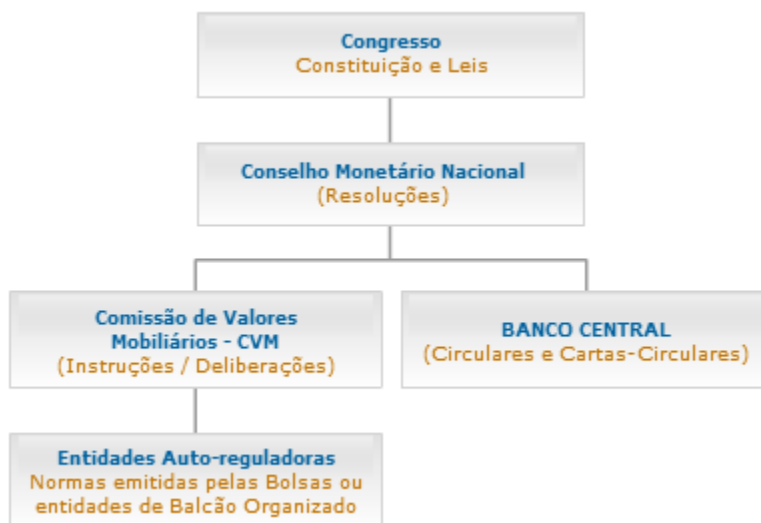 Congresso
Constituição e Leis
Conselho Monetário Nacional
(Resoluções)
Comissão de Valores
Mobiliários - CVM
(Instruções / Deliberações)
BANCO CENTRAL
(Circulares e Cartas-Circulares)
Entidades Auto-reguladoras
Normas emitidas pelas Bolsas ou
entidades de Balcão Organizado